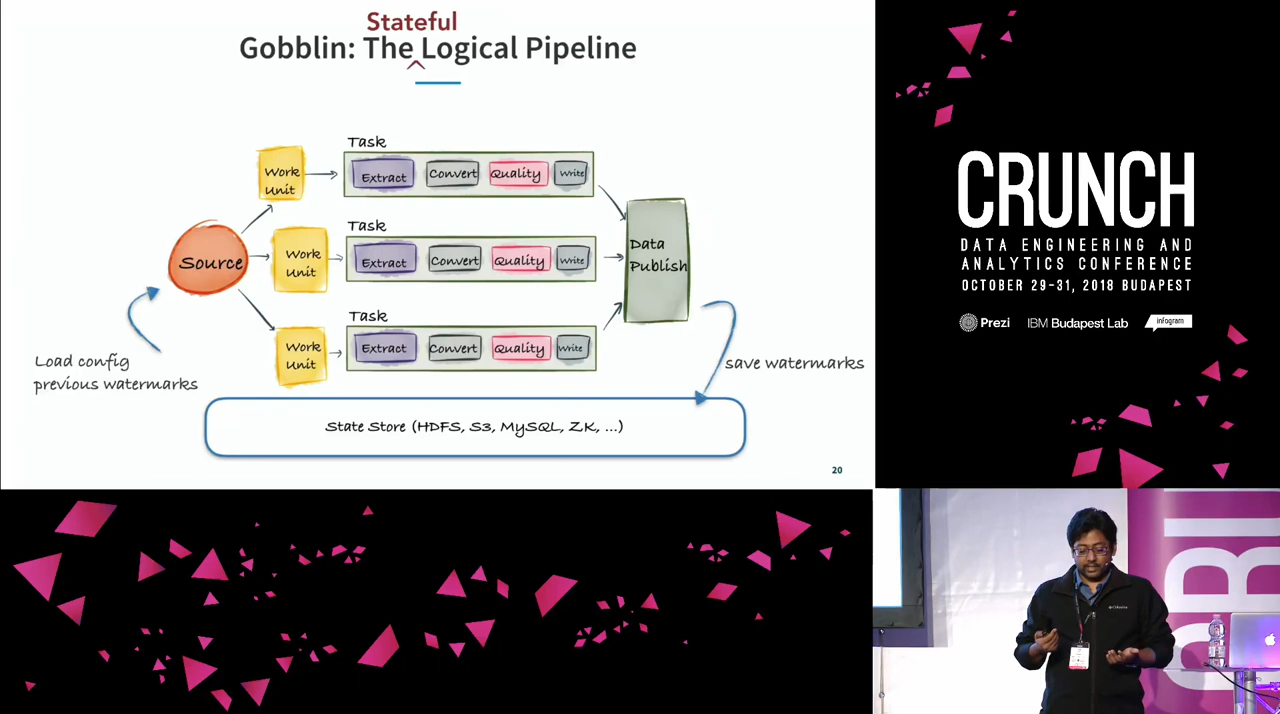 Stateful
Gobblin: The Logical Pipeline
^
Task
Work
Unit
Extract
Convert
Quality
Write
Task
Source
Work
Unit
Extract
Convert
Quality
Write
Data
Publish
Task
Work
Unit
Extract
Convert
Quality
Write
Load config
previous watermarks
save watermarks
State Store (HDFS, S3, MySQL, ZK, ...)
20
CRUNCH
DATA ENGINEERING AND
ANALYTICS CONFERENCE
OCTOBER 29-31, 2018 BUDAPEST
Prezi
IBM Budapest Lab
infogram
Columbia